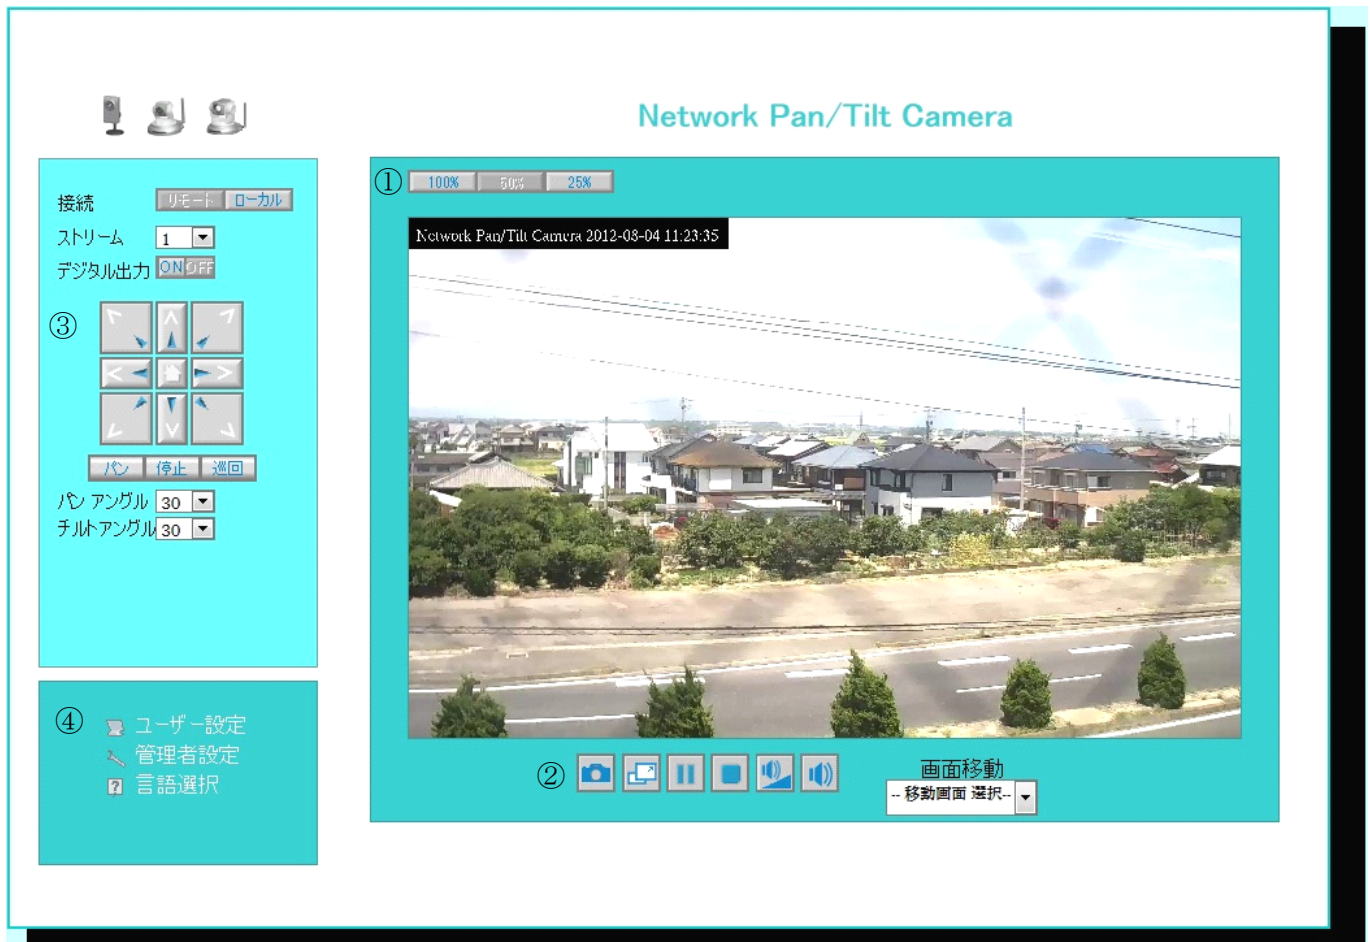 Network Pan/Tilt Camera
接続 リモート ローカル
ストリーム 1
デジタル出力 ON OFF
③
パン 停止 巡回
パン アングル 30
チルトアングル 30
④ ユーザー設定
管理者設定
? 言語選択
① 100% 50% 25%
Network Pan/Tilt Camera 2012-08-04 11:23:35
② 画面移動
-- 移動画面 選択--